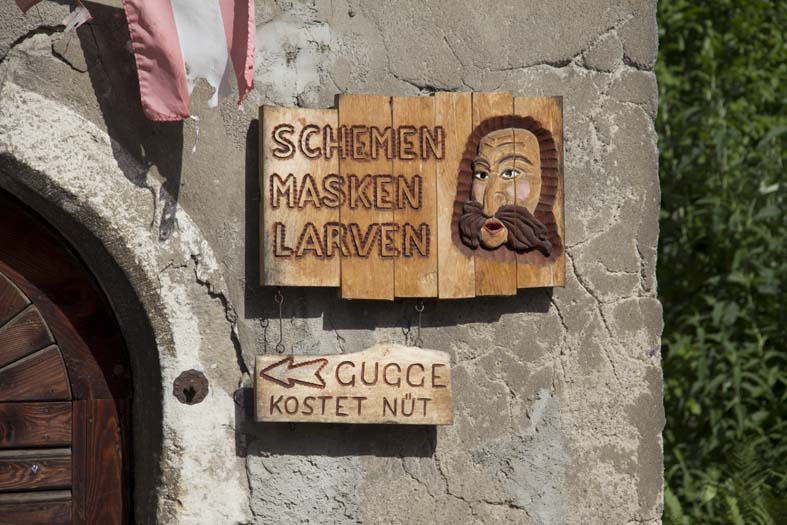 SCHEMEN
MASKEN
LARVEN
GUGGE
KOSTET NÜT